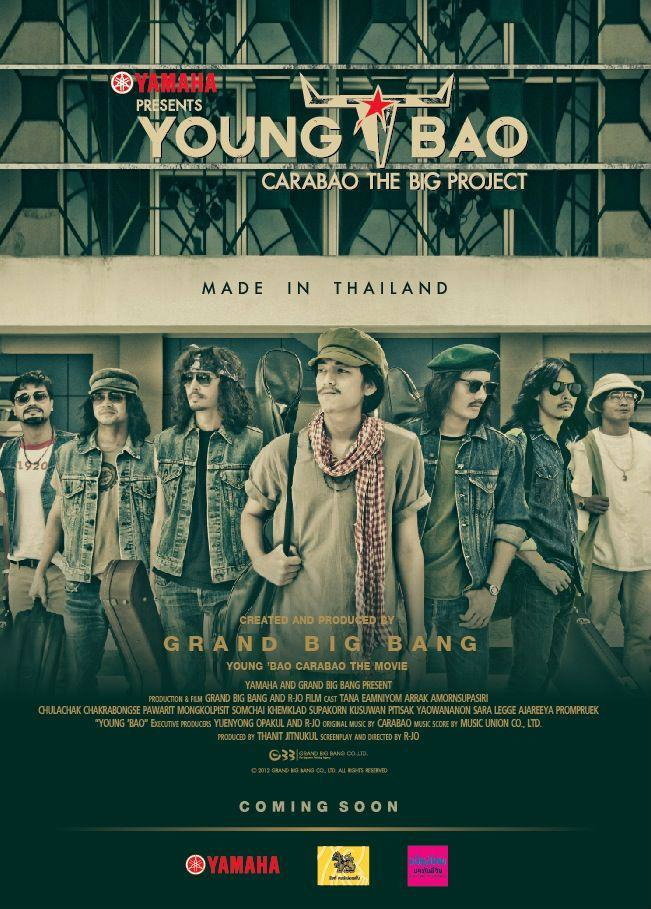 YAMAHA
PRESENTS
YOUNG BAO
CARABAO THE BIG PROJECT
MADE IN THAILAND
1920
CREATED AND PRODUCED BY
GRAND BIG BANG
YOUNG 'BAO CARABAO THE MOVIE
YAMAHA AND GRAND BIG BANG PRESENT
PRODUCTION & FILM GRAND BIG BANG AND R-JO FILM CAST TANA EAMNIYOM ARRAK AMORNSUPASIRI
CHULACHAK CHAKRABONGSE PAWARIT MONGKOLPISIT SOMCHAI KHEMKLAD SUPAKORN KUSUWAN PITISAK YAOWANANON SARA LEGGE AJAREEYA PROMPRUEK
"YOUNG 'BAO" EXECUTIVE PRODUCERS YUENYONG OPAKUL AND R-JO ORIGINAL MUSIC BY CARABAO MUSIC SCORE BY MUSIC UNION CO., LTD.
PRODUCED BY THANIT JITNUKUL SCREENPLAY AND DIRECTED BY R-JO
GRAND BIG BANG CO.,LTD.
© 2012 GRAND BIG BANG CO., LTD. ALL RIGHTS RESERVED
COMING SOON
YAMAHA